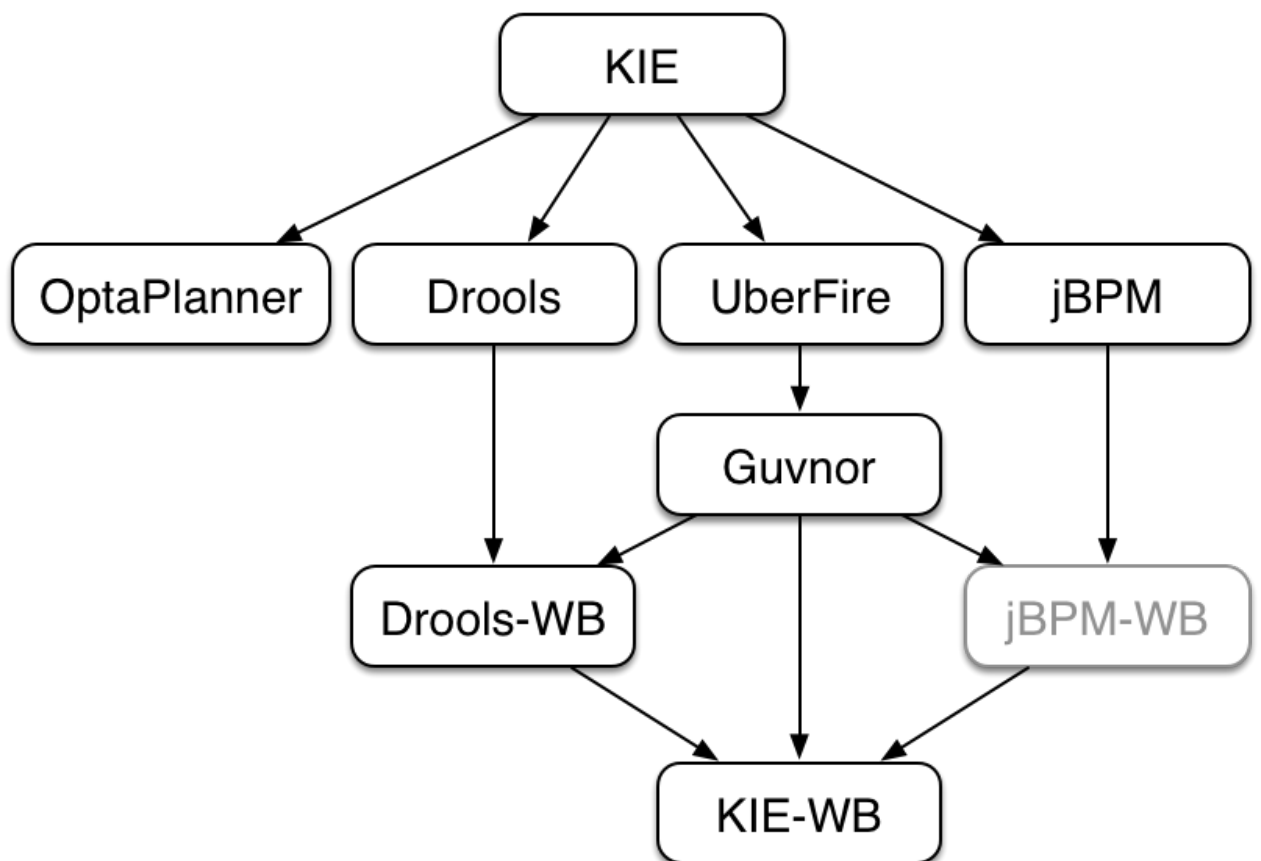 KIE
OptaPlanner
Drools
UberFire
jBPM
Guvnor
Drools-WB
jBPM-WB
KIE-WB